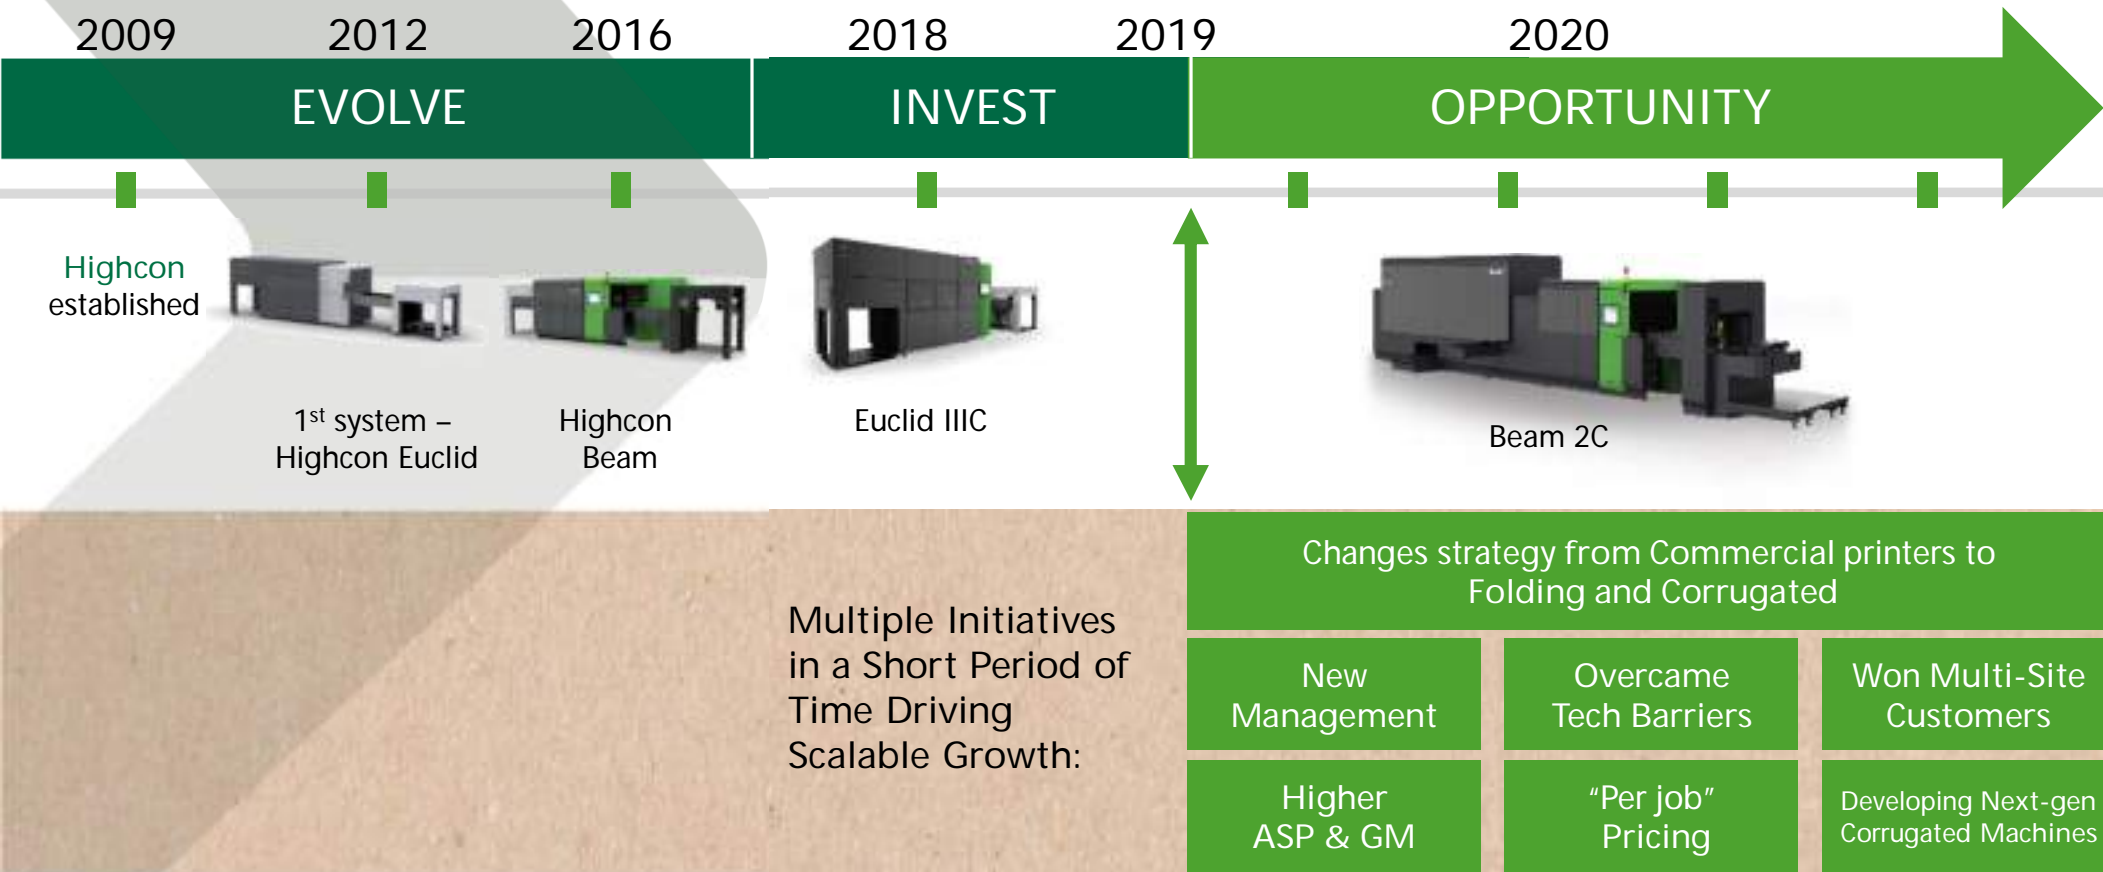 2009 2012 2016 2018 2019 2020
EVOLVE INVEST OPPORTUNITY
Highcon
established
1st system –
Highcon Euclid
Highcon
Beam
Euclid IIIC
Beam 2C
Multiple Initiatives
in a Short Period of
Time Driving
Scalable Growth:
Changes strategy from Commercial printers to
Folding and Corrugated
New
Management
Overcame
Tech Barriers
Won Multi-Site
Customers
Higher
ASP & GM
“Per job”
Pricing
Developing Next-gen
Corrugated Machines